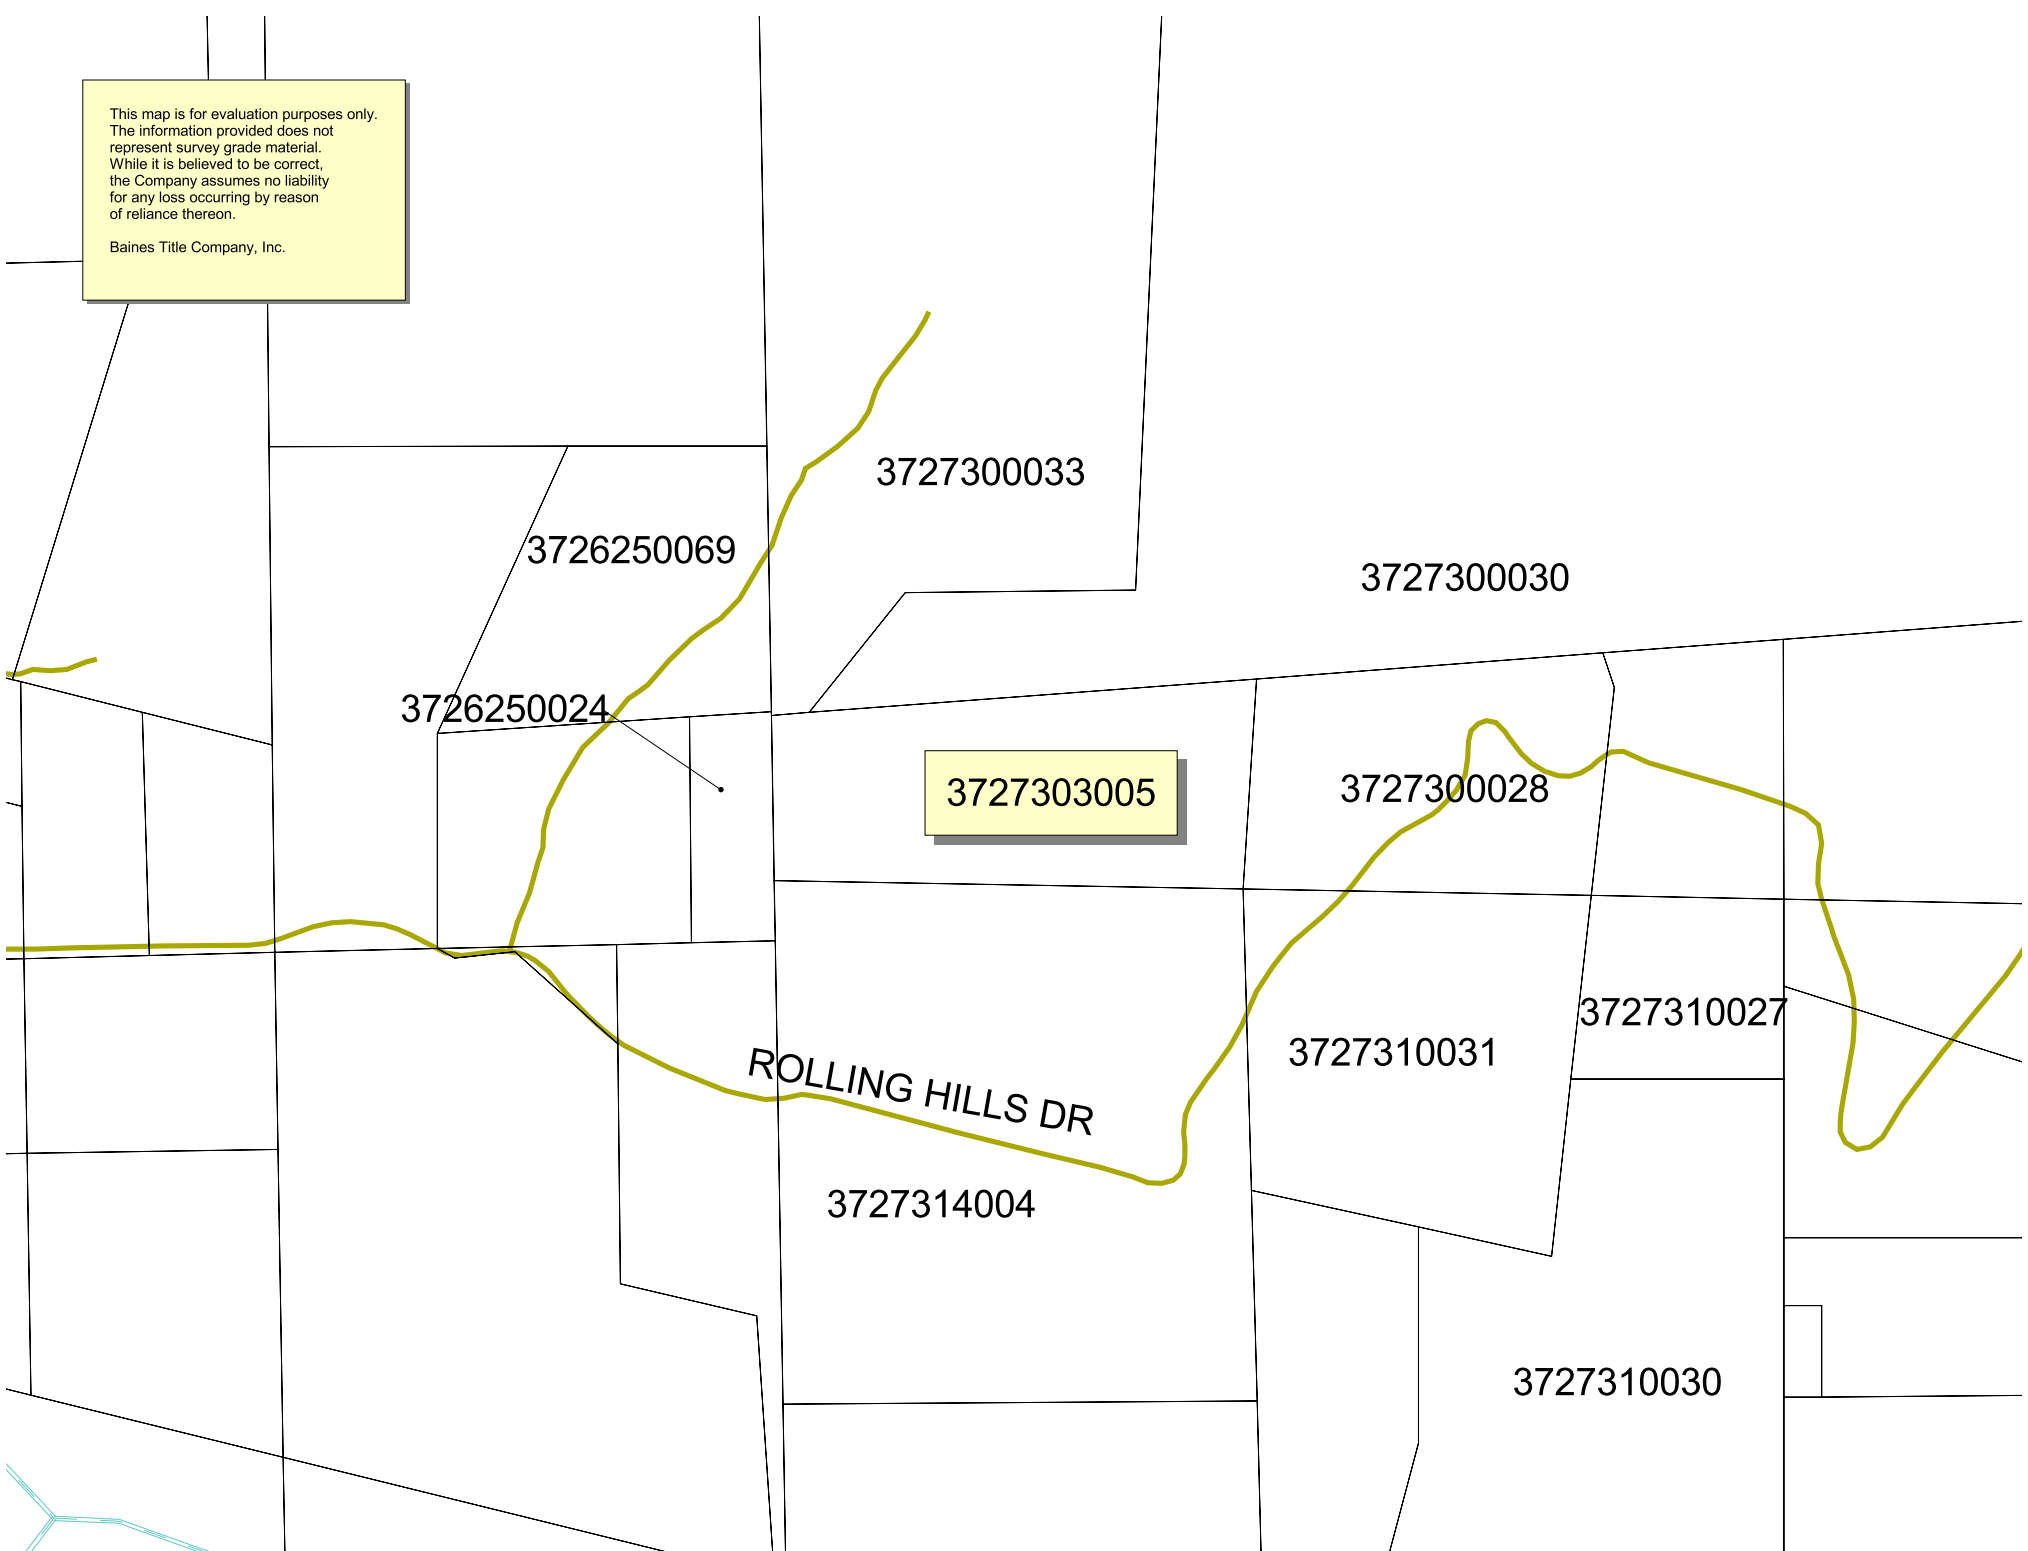 This map is for evaluation purposes only.
The information provided does not
represent survey grade material.
While it is believed to be correct,
the Company assumes no liability
for any loss occurring by reason
of reliance thereon.
Baines Title Company, Inc.
3727300033
3726250069
3727300030
3726250024
3727303005
3727300028
3727310027
3727310031
ROLLING HILLS DR
3727314004
3727310030